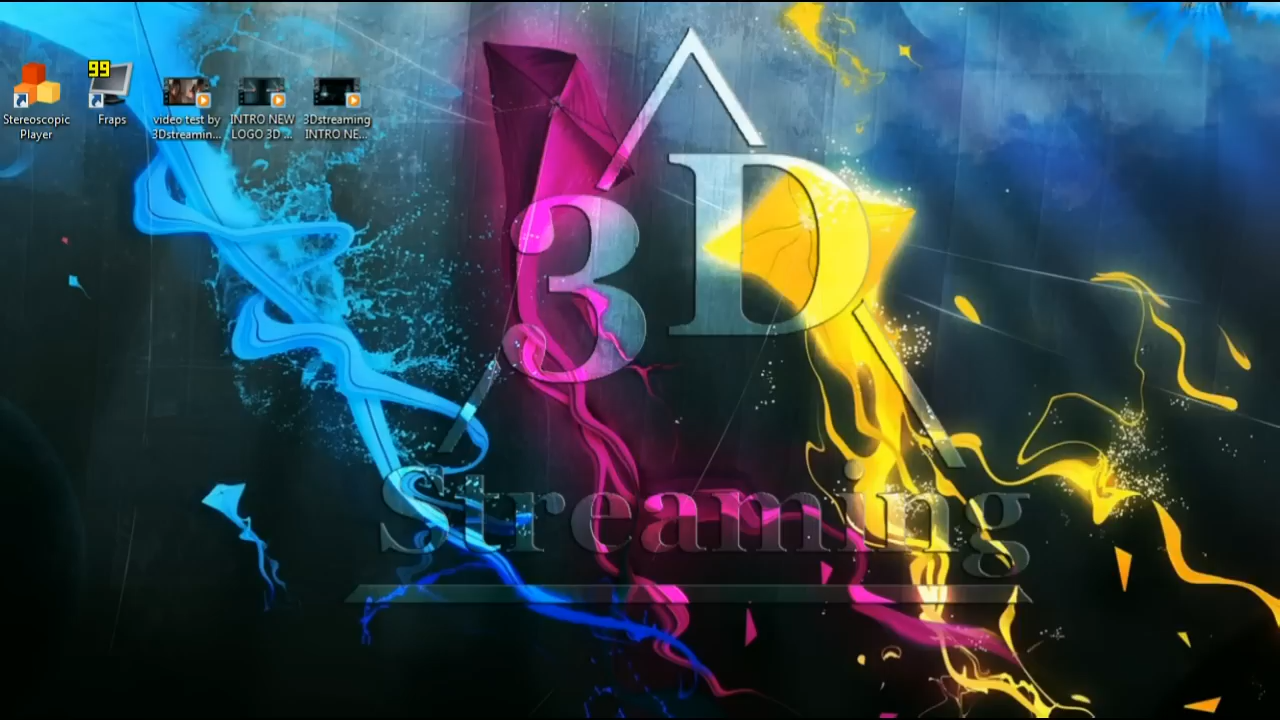 99
Stereoscopic
Player
Fraps
video test by
3Dstreamin...
INTRO NEW
LOGO 3D ...
3Dstreaming
INTRO NE...
3D
Streaming